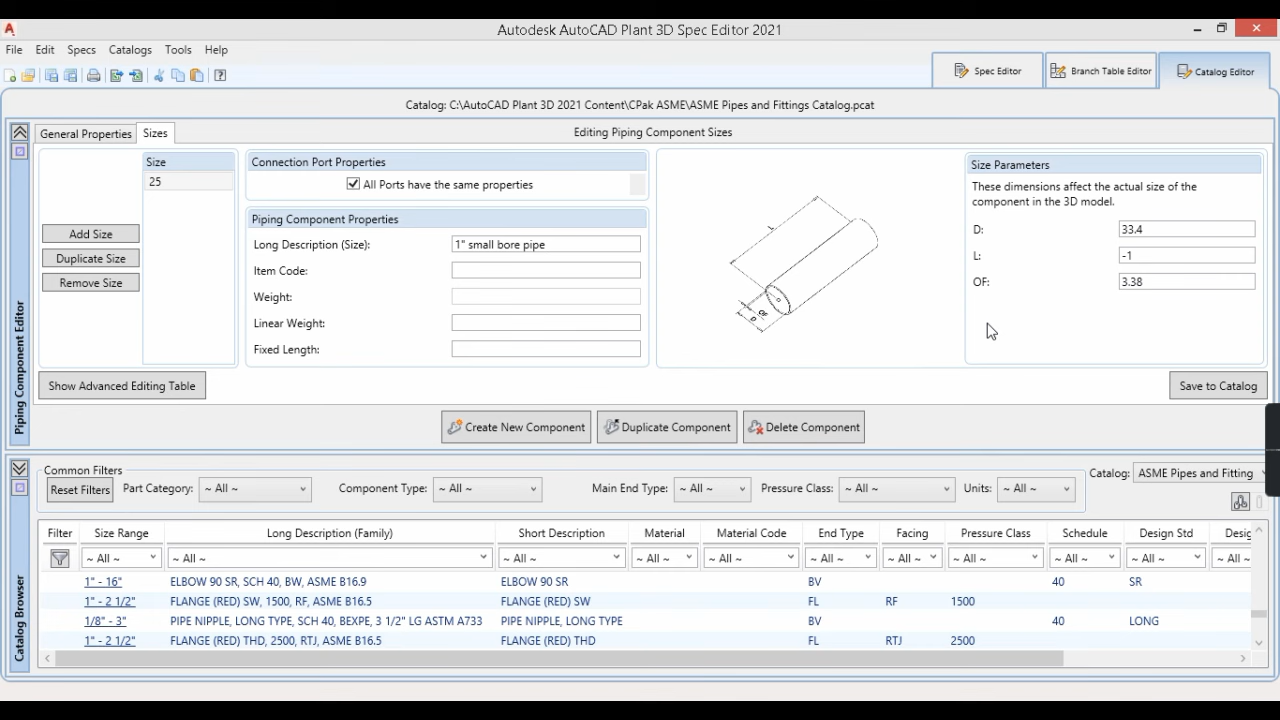 Autodesk AutoCAD Plant 3D Spec Editor 2021
File Edit Specs Catalogs Tools Help
Spec Editor Branch Table Editor Catalog Editor
Catalog: C:\AutoCAD Plant 3D 2021 Content\CPak ASME\ASME Pipes and Fittings Catalog.pcat
Piping Component Editor
General Properties Sizes Editing Piping Component Sizes
Size
25
Add Size
Duplicate Size
Remove Size
Connection Port Properties
All Ports have the same properties
Piping Component Properties
Long Description (Size): 1" small bore pipe
Item Code:
Weight:
Linear Weight:
Fixed Length:
L
OF
D
Size Parameters
These dimensions affect the actual size of the
component in the 3D model.
D: 33.4
L: -1
OF: 3.38
Show Advanced Editing Table Save to Catalog
Create New Component Duplicate Component Delete Component
Catalog Browser
Common Filters
Catalog: ASME Pipes and Fitting
Reset Filters Part Category: ~ All ~ Component Type: ~ All ~ Main End Type: ~ All ~ Pressure Class: ~ All ~ Units: ~ All ~
Filter Size Range Long Description (Family) Short Description Material Material Code End Type Facing Pressure Class Schedule Design Std Desig
~ All ~ ~ All ~ ~ All ~ ~ All ~ ~ All ~ ~ All ~ ~ All ~ ~ All ~ ~ All ~ ~ All ~ ~ All ~
1" - 16" ELBOW 90 SR, SCH 40, BW, ASME B16.9 ELBOW 90 SR BV 40 SR
1" - 2 1/2" FLANGE (RED) SW, 1500, RF, ASME B16.5 FLANGE (RED) SW FL RF 1500
1/8" - 3" PIPE NIPPLE, LONG TYPE, SCH 40, BEXPE, 3 1/2" LG ASTM A733 PIPE NIPPLE, LONG TYPE BV 40 LONG
1" - 2 1/2" FLANGE (RED) THD, 2500, RTJ, ASME B16.5 FLANGE (RED) THD FL RTJ 2500